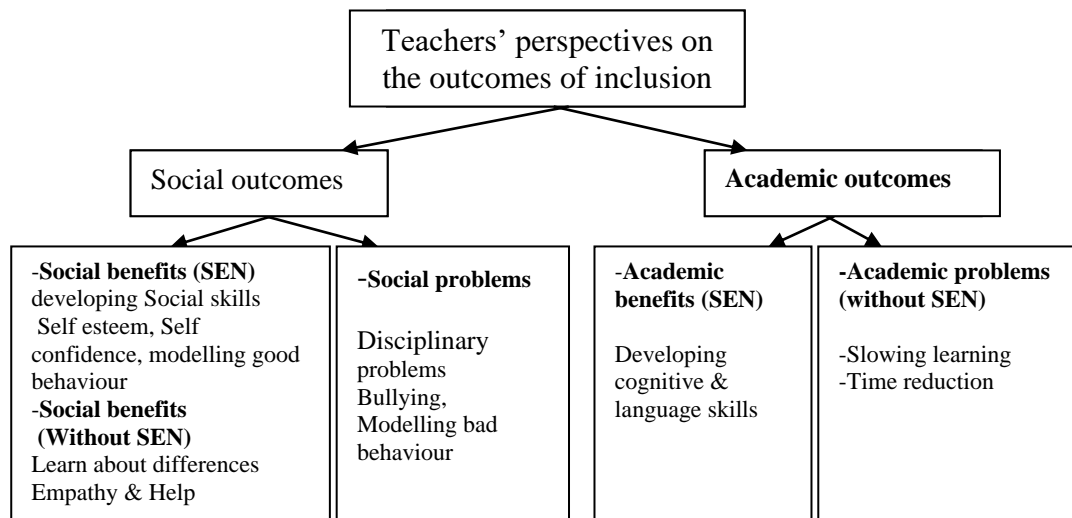 Teachers’ perspectives on
the outcomes of inclusion
Social outcomes
Academic outcomes
-Social benefits (SEN)
developing Social skills
Self esteem, Self
confidence, modelling good
behaviour
-Social benefits
(Without SEN)
Learn about differences
Empathy & Help
-Social problems
Disciplinary
problems
Bullying,
Modelling bad
behaviour
-Academic
benefits (SEN)
Developing
cognitive &
language skills
-Academic problems
(without SEN)
-Slowing learning
-Time reduction